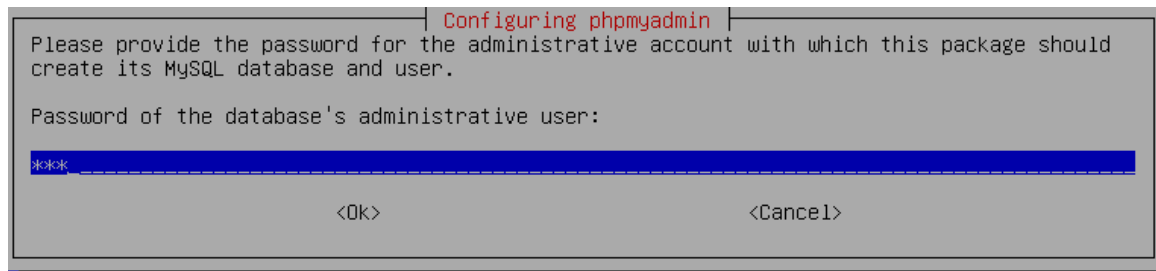 Configuring phpmyadmin
Please provide the password for the administrative account with which this package should
create its MySQL database and user.
Password of the database's administrative user:
***
<Ok> <Cancel>